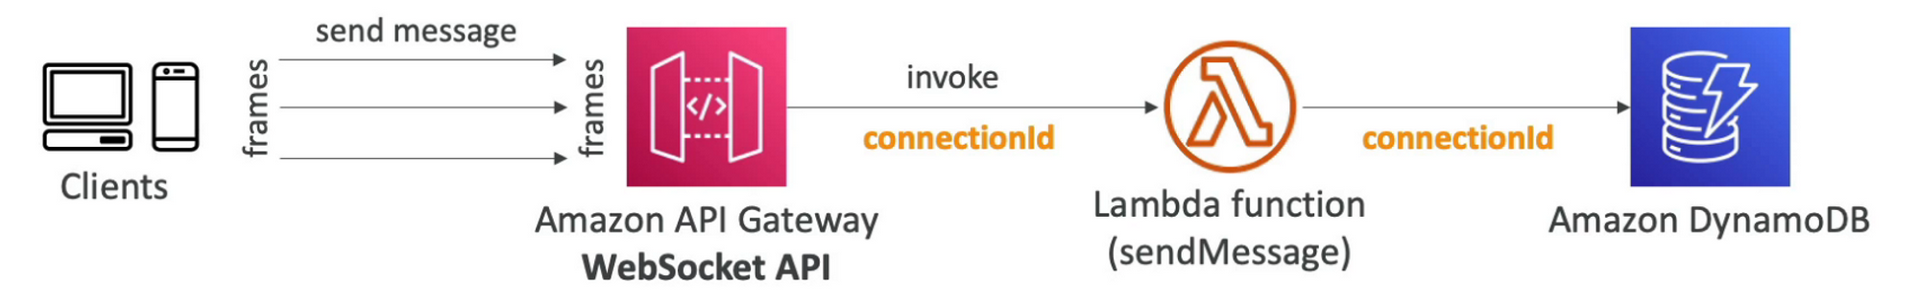 send message
frames
frames
Clients
</>
Amazon API Gateway
WebSocket API
invoke
connectionId
Lambda function
(sendMessage)
connectionId
Amazon DynamoDB